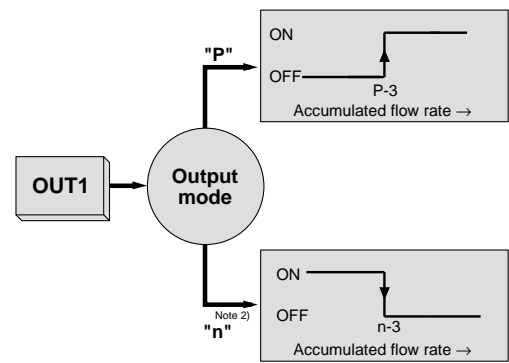 "P"
ON
OFF
P-3
Accumulated flow rate →
OUT1
Output
mode
Note 2)
"n"
ON
OFF
n-3
Accumulated flow rate →